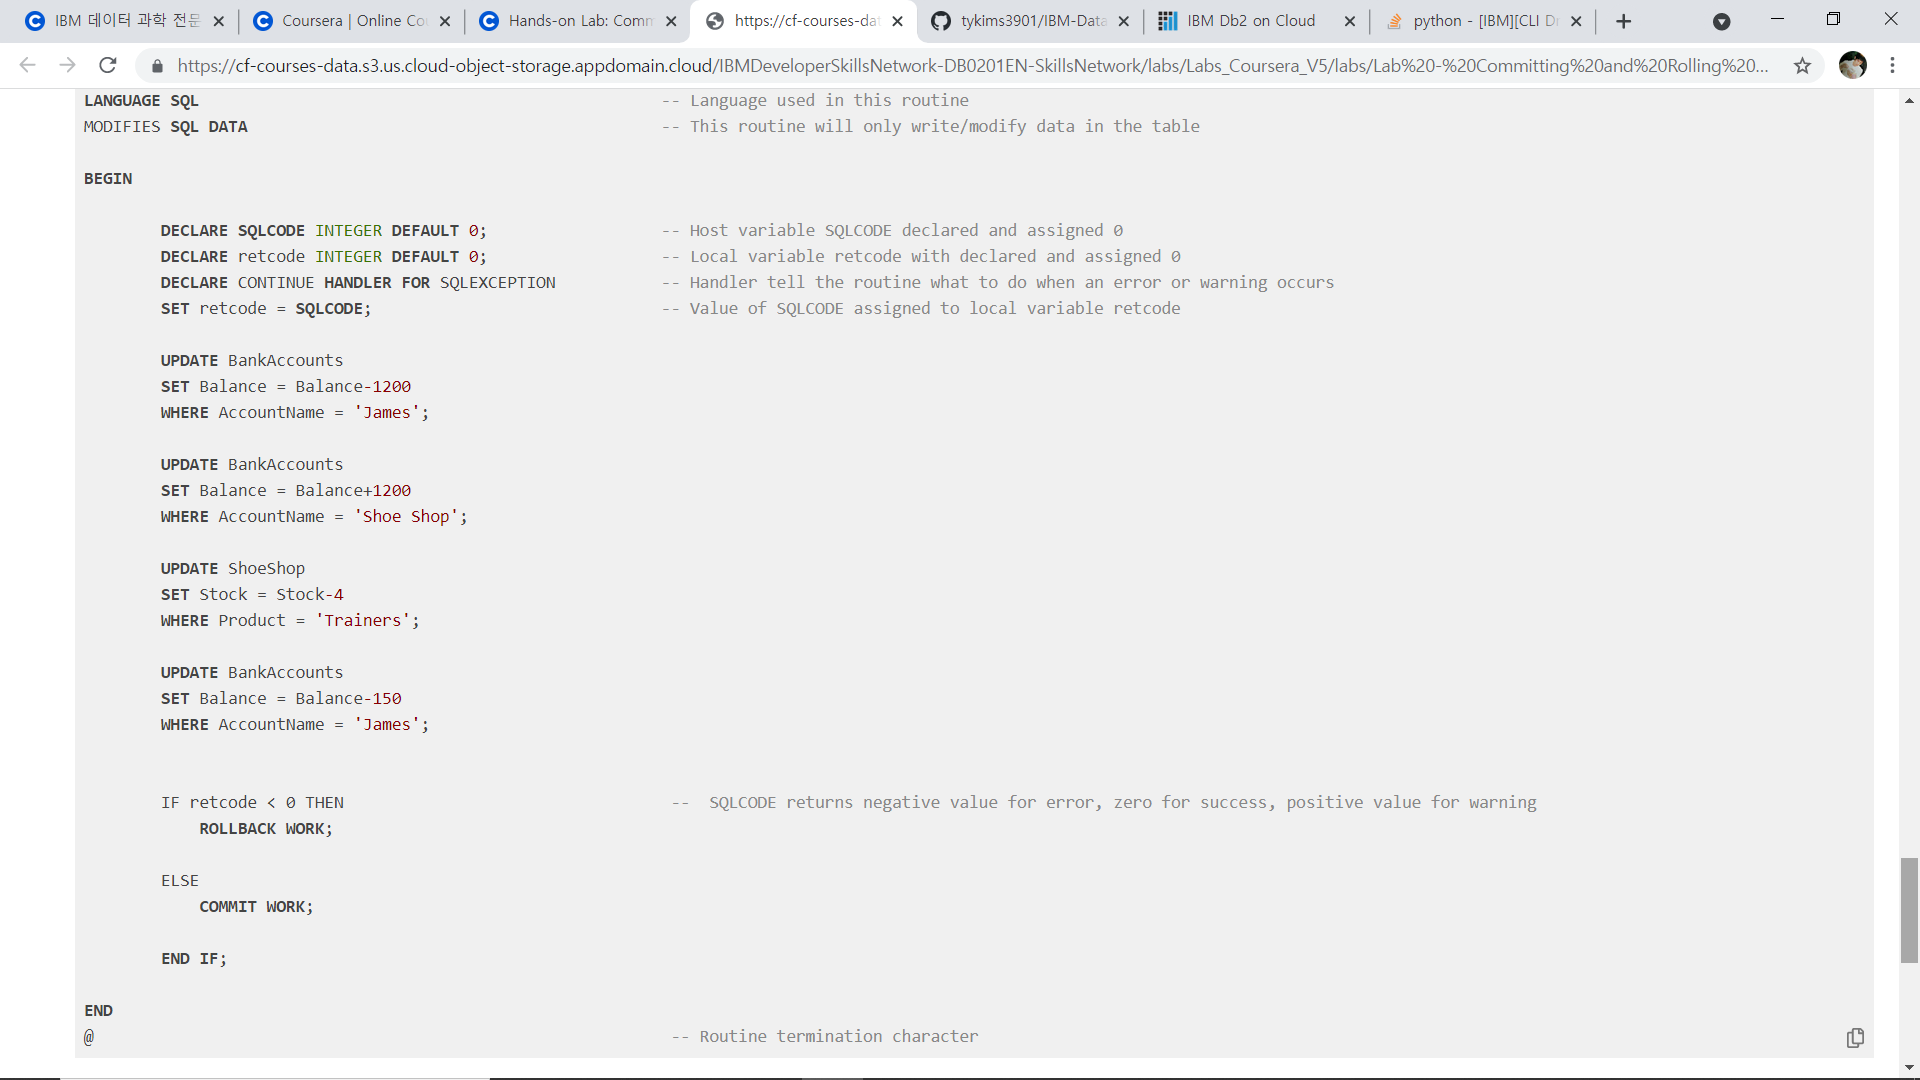 IBM 데이터 과학 전문
Coursera | Online Co
Hands-on Lab: Comm
https://cf-courses-dat
tykims3901/IBM-Data
IBM Db2 on Cloud
python - [IBM][CLI Dr
https://cf-courses-data.s3.us.cloud-object-storage.appdomain.cloud/IBMDeveloperSkillsNetwork-DB0201EN-SkillsNetwork/labs/Labs_Coursera_V5/labs/Lab%20-%20Committing%20and%20Rolling%20...
LANGUAGE SQL -- Language used in this routine
MODIFIES SQL DATA -- This routine will only write/modify data in the table
BEGIN
DECLARE SQLCODE INTEGER DEFAULT 0; -- Host variable SQLCODE declared and assigned 0
DECLARE retcode INTEGER DEFAULT 0; -- Local variable retcode with declared and assigned 0
DECLARE CONTINUE HANDLER FOR SQLEXCEPTION -- Handler tell the routine what to do when an error or warning occurs
SET retcode = SQLCODE; -- Value of SQLCODE assigned to local variable retcode
UPDATE BankAccounts
SET Balance = Balance-1200
WHERE AccountName = 'James';
UPDATE BankAccounts
SET Balance = Balance+1200
WHERE AccountName = 'Shoe Shop';
UPDATE ShoeShop
SET Stock = Stock-4
WHERE Product = 'Trainers';
UPDATE BankAccounts
SET Balance = Balance-150
WHERE AccountName = 'James';
IF retcode < 0 THEN -- SQLCODE returns negative value for error, zero for success, positive value for warning
ROLLBACK WORK;
ELSE
COMMIT WORK;
END IF;
END
@ -- Routine termination character